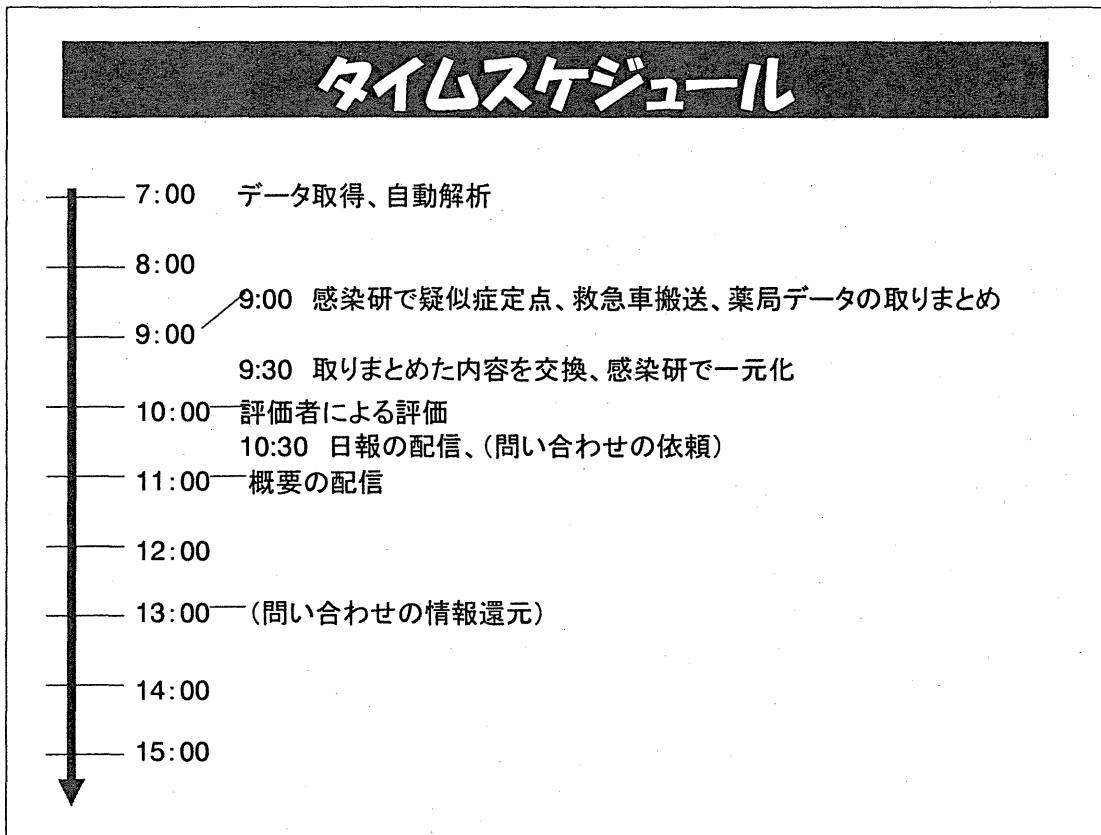 タイムスケジュール
7:00 データ取得、自動解析
8:00
9:00 感染研で疑似症定点、救急車搬送、薬局データの取りまとめ
9:00
9:30 取りまとめた内容を交換、感染研で一元化
10:00 評価者による評価
10:30 日報の配信、(問い合わせの依頼)
11:00 概要の配信
12:00
13:00 (問い合わせの情報還元)
14:00
15:00